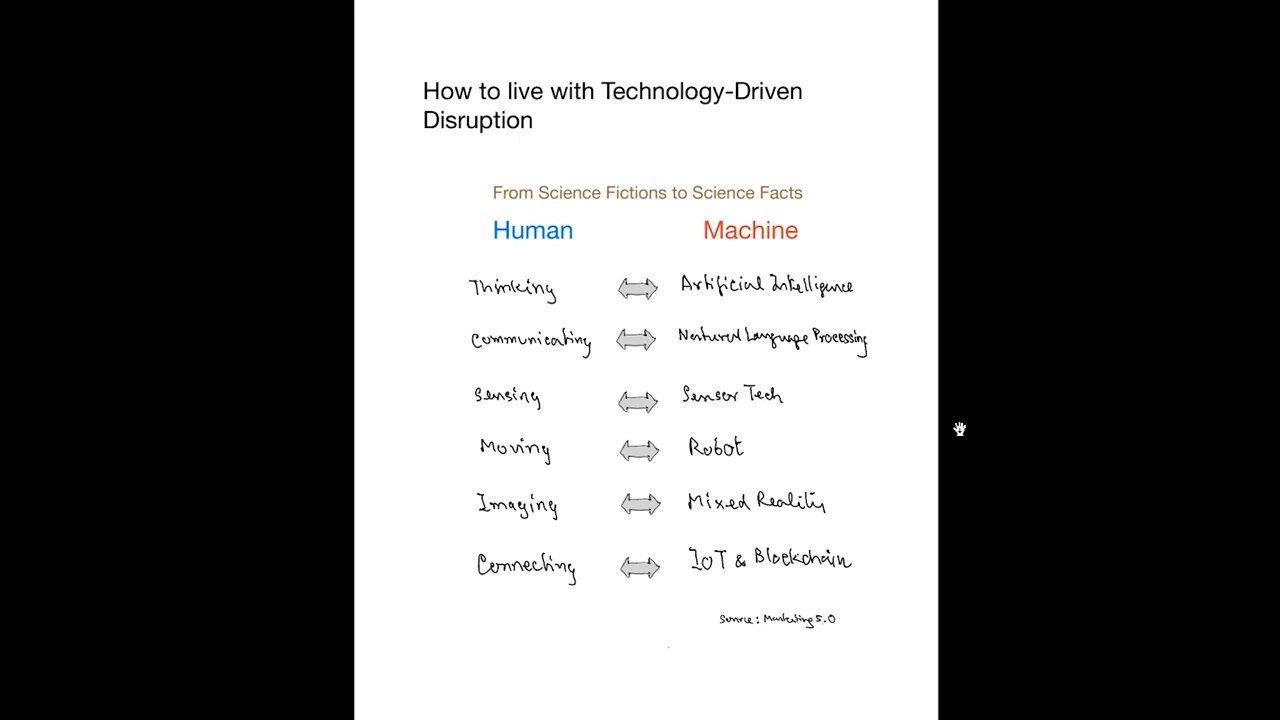 How to live with Technology-Driven
Disruption
From Science Fictions to Science Facts
Human Machine
Thinking Artificial Intelligence
Communicating Natural Language Processing
Sensing Sensor Tech
Moving Robot
Imaging Mixed Reality
Connecting IoT & Blockchain
Source: Marketing 5.0